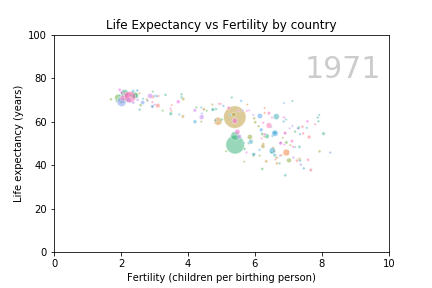 Life Expectancy vs Fertility by country
1971
Life expectancy (years)
100
80
60
40
20
0
0 2 4 6 8 10
Fertility (children per birthing person)